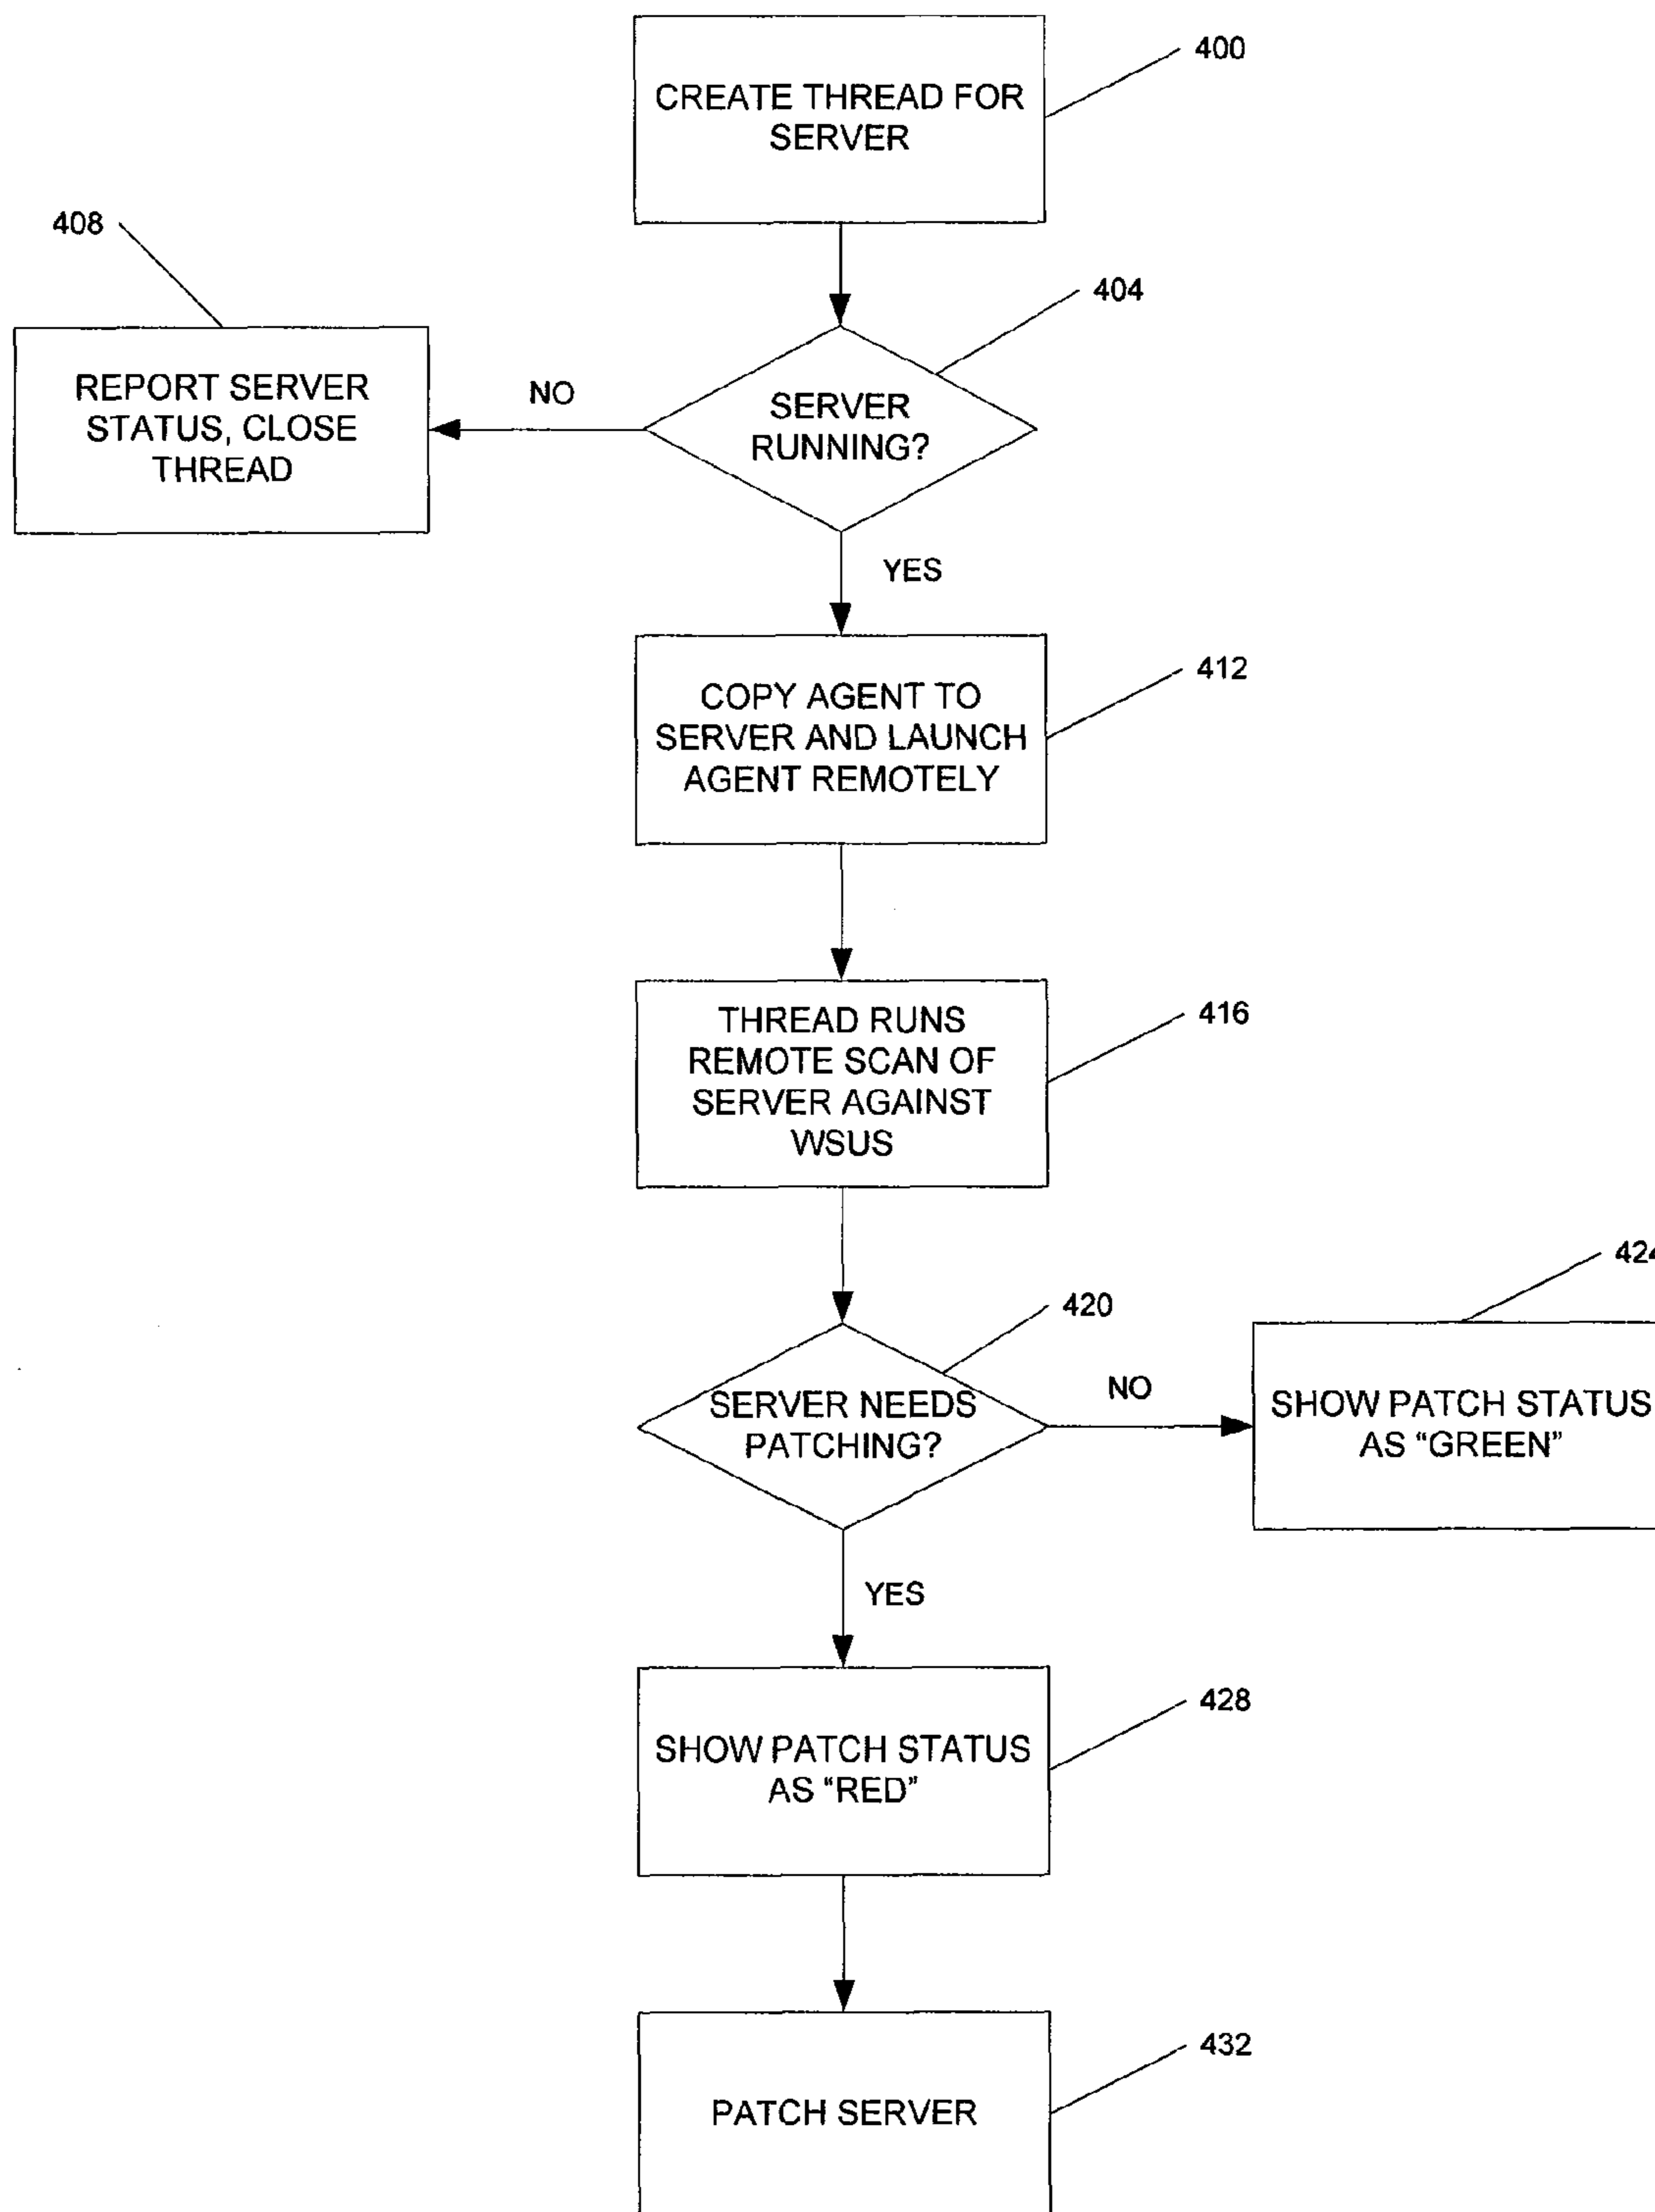 CREATE THREAD FOR
SERVER
400
408
404
REPORT SERVER
STATUS, CLOSE
THREAD
NO
SERVER
RUNNING?
YES
COPY AGENT TO
SERVER AND LAUNCH
AGENT REMOTELY
412
THREAD RUNS
REMOTE SCAN OF
SERVER AGAINST
WSUS
416
420
424
SERVER NEEDS
PATCHING?
NO
SHOW PATCH STATUS
AS “GREEN”
YES
SHOW PATCH STATUS
AS “RED”
428
PATCH SERVER
432